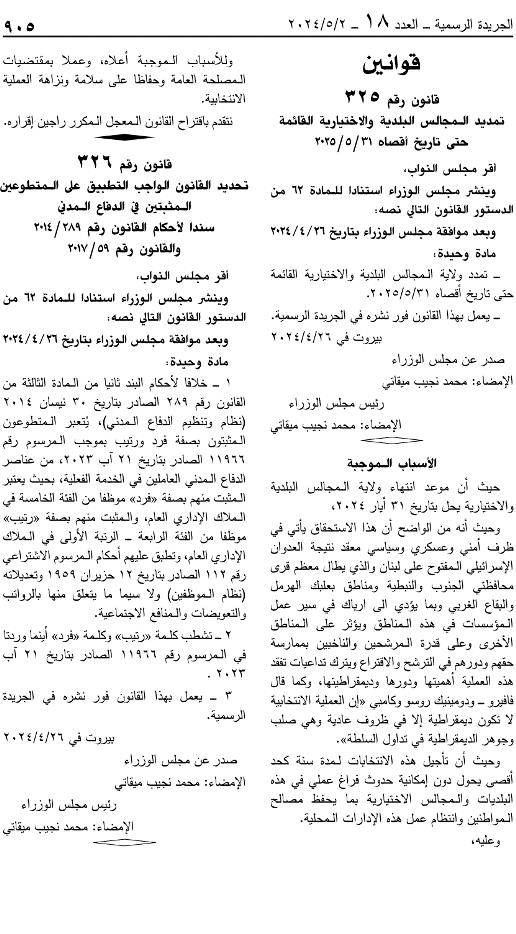 الجريدة الرسمية ــ العدد ١٨ ــ ٢٠٢٤/٥/٢
٩٠٥
قوانين
قانون رقم ٣٢٥
تمديد المجالس البلدية والاختيارية القائمة
حتى تاريخ أقصاه ٢٠٢٥/٥/٣١
أقر مجلس النواب،
وينشر مجلس الوزراء استنادا للمادة ٦٢ من
الدستور القانون التالي نصه:
وبعد موافقة مجلس الوزراء بتاريخ ٢٠٢٤/٤/٢٦
مادة وحيدة:
ــ تمدد ولاية المجالس البلدية والاختيارية القائمة
حتى تاريخ أقصاه ٢٠٢٥/٥/٣١.
ــ يعمل بهذا القانون فور نشره في الجريدة الرسمية.
بيروت في ٢٠٢٤/٤/٢٦
صدر عن مجلس الوزراء
الإمضاء: محمد نجيب ميقاتي
رئيس مجلس الوزراء
الإمضاء: محمد نجيب ميقاتي
الأسباب الموجبة
حيث أن موعد انتهاء ولاية المجالس البلدية
والاختيارية يحل بتاريخ ٣١ أيار ٢٠٢٤،
وحيث أنه من الواضح أن هذا الاستحقاق يأتي في
ظرف أمني وعسكري وسياسي معقد نتيجة العدوان
الإسرائيلي المفتوح على لبنان والذي يطال معظم قرى
محافظتي الجنوب والنبطية ومناطق بعلبك الهرمل
والبقاع الغربي وبما يؤدي الى ارباك في سير عمل
المؤسسات في هذه المناطق ويؤثر على المناطق
الأخرى وعلى قدرة المرشحين والناخبين بممارسة
حقهم ودورهم في الترشح والاقتراع ويترك تداعيات تفقد
هذه العملية أهميتها ودورها وديمقراطيتها، وكما قال
فافيرو ــ ودومينيك روسو وكامبي «إن العملية الانتخابية
لا تكون ديمقراطية إلا في ظروف عادية وهي صلب
وجوهر الديمقراطية في تداول السلطة».
وحيث أن تأجيل هذه الانتخابات لمدة سنة كحد
أقصى يحول دون إمكانية حدوث فراغ عملي في هذه
البلديات والمجالس الاختيارية بما يحفظ مصالح
المواطنين وانتظام عمل هذه الإدارات المحلية.
وعليه،
وللأسباب الموجبة أعلاه، وعملا بمقتضيات
المصلحة العامة وحفاظا على سلامة ونزاهة العملية
الانتخابية.
نتقدم باقتراح القانون المعجل المكرر راجين إقراره.
قانون رقم ٣٢٦
تحديد القانون الواجب التطبيق على المتطوعين
المثبتين في الدفاع المدني
سندا لأحكام القانون رقم ٢٠١٤/٢٨٩
والقانون رقم ٢٠١٧/٥٩
أقر مجلس النواب،
وينشر مجلس الوزراء استنادا للمادة ٦٢ من
الدستور القانون التالي نصه:
وبعد موافقة مجلس الوزراء بتاريخ ٢٠٢٤/٤/٢٦
مادة وحيدة:
١ ــ خلافا لأحكام البند ثانيا من المادة الثالثة من
القانون رقم ٢٨٩ الصادر بتاريخ ٣٠ نيسان ٢٠١٤
(نظام وتنظيم الدفاع المدني)، يُعتبر المتطوعون
المثبتون بصفة فرد ورتيب بموجب المرسوم رقم
١١٩٦٦ الصادر بتاريخ ٢١ آب ٢٠٢٣، من عناصر
الدفاع المدني العاملين في الخدمة الفعلية، بحيث يعتبر
المثبت منهم بصفة «فرد» موظفا من الفئة الخامسة في
الملاك الإداري العام، والمثبت منهم بصفة «رتيب»
موظفا من الفئة الرابعة ــ الرتبة الأولى في الملاك
الإداري العام، وتطبق عليهم أحكام المرسوم الاشتراعي
رقم ١١٢ الصادر بتاريخ ١٢ حزيران ١٩٥٩ وتعديلاته
(نظام الموظفين) ولا سيما ما يتعلق منها بالرواتب
والتعويضات والمنافع الاجتماعية.
٢ ــ تشطب كلمة «رتيب» وكلمة «فرد» أينما وردتا
في المرسوم رقم ١١٩٦٦ الصادر بتاريخ ٢١ آب
٢٠٢٣ .
٣ ــ يعمل بهذا القانون فور نشره في الجريدة
الرسمية.
بيروت في ٢٠٢٤/٤/٢٦
صدر عن مجلس الوزراء
الإمضاء: محمد نجيب ميقاتي
رئيس مجلس الوزراء
الإمضاء: محمد نجيب ميقاتي